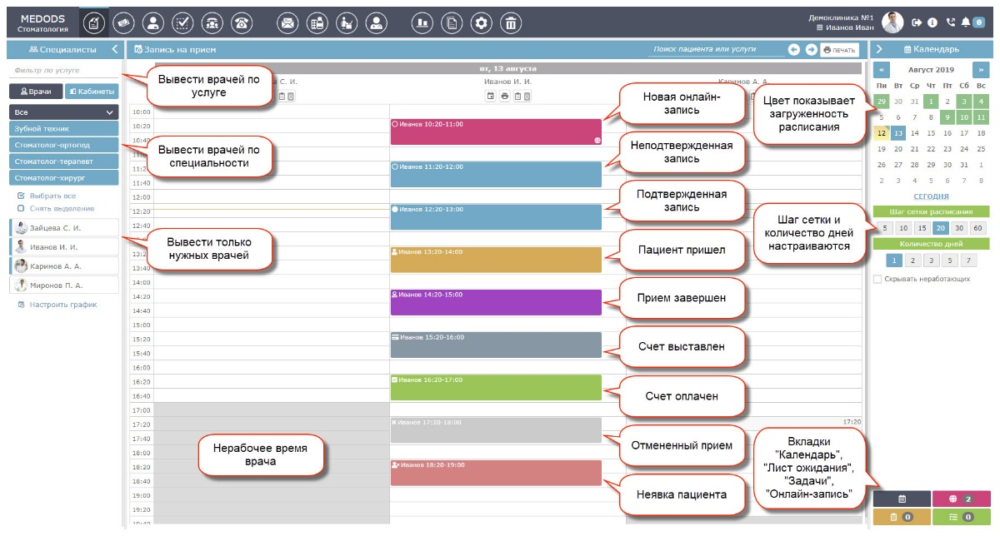 MEDODS
Стоматология
Демоклиника №1
Иванов Иван
Специалисты
Запись на прием
Поиск пациента или услуги
ПЕЧАТЬ
Календарь
Фильтр по услуге
Врачи
Кабинеты
Все
Зубной техник
Стоматолог-ортопед
Стоматолог-терапевт
Стоматолог-хирург
Выбрать все
Снять выделение
Зайцева С. И.
Иванов И. И.
Каримов А. А.
Миронов П. А.
Настроить график
Вывести врачей по
услуге
Вывести врачей по
специальности
Вывести только
нужных врачей
пт, 13 августа
С. И.
Иванов И. И.
Каримов А. А.
10:00
10:20
10:40
11:20
11:40
12:00
12:20
12:40
13:20
13:40
14:00
14:20
14:40
15:00
15:20
15:40
16:00
16:20
16:40
17:00
17:20
17:40
18:00
18:20
18:40
19:00
19:20
19:40
Иванов 10:20-11:00
Иванов 11:20-12:00
Иванов 12:20-13:00
Иванов 13:20-14:00
Иванов 14:20-15:00
Иванов 15:20-16:00
Иванов 16:20-17:00
Иванов 17:20-18:00
Иванов 18:20-19:00
17:20
Нерабочее время
врача
Новая онлайн-
запись
Неподтвержденная
запись
Подтвержденная
запись
Пациент пришел
Прием завершен
Счет выставлен
Счет оплачен
Отмененный прием
Неявка пациента
Цвет показывает
загруженность
расписания
Шаг сетки и
количество дней
настраиваются
Вкладки
"Календарь",
"Лист ожидания",
"Задачи",
"Онлайн-запись"
« Август 2019 »
Пн Вт Ср Чт Пт Сб Вс
29 30 31 1 2 3 4
5 6 7 8 9 10 11
12 13 14 15 16 17 18
19 20 21 22 23 24 25
26 27 28 29 30 31 1
2 3 4 5 6 7 8
СЕГОДНЯ
Шаг сетки расписания
5 10 15 20 30 60
Количество дней
1 2 3 5 7
Скрывать неработающих
2
0
0